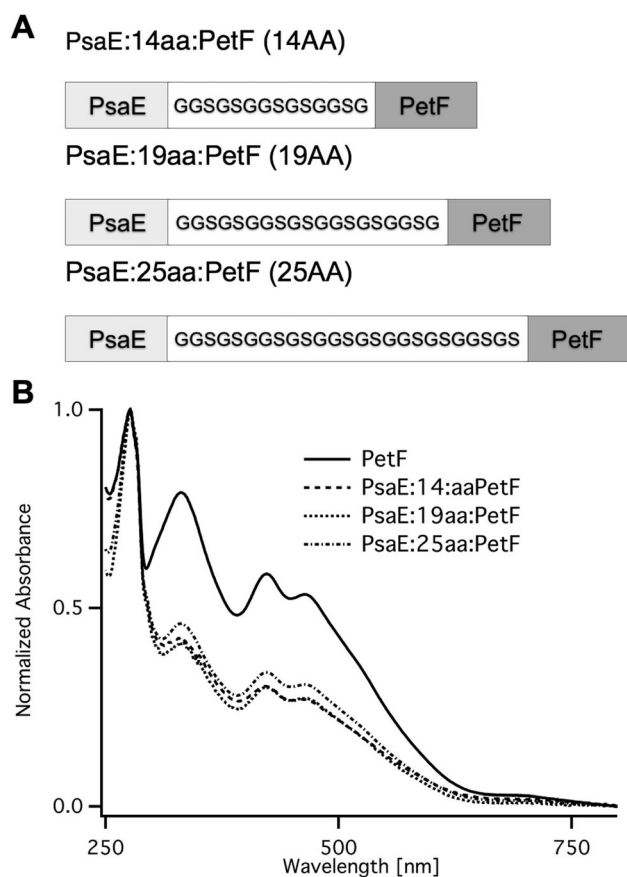 A
PsaE:14aa:PetF (14AA)
PsaE GGSGSGGSGSGGSG PetF
PsaE:19aa:PetF (19AA)
PsaE GGSGSGGSGSGGSGSGGSG PetF
PsaE:25aa:PetF (25AA)
PsaE GGSGSGGSGSGGSGSGGSGSGGSGS PetF
B
1.0
PetF
PsaE:14:aaPetF
PsaE:19aa:PetF
PsaE:25aa:PetF
0.5
Normalized Absorbance
0.0
250 500 750
Wavelength [nm]